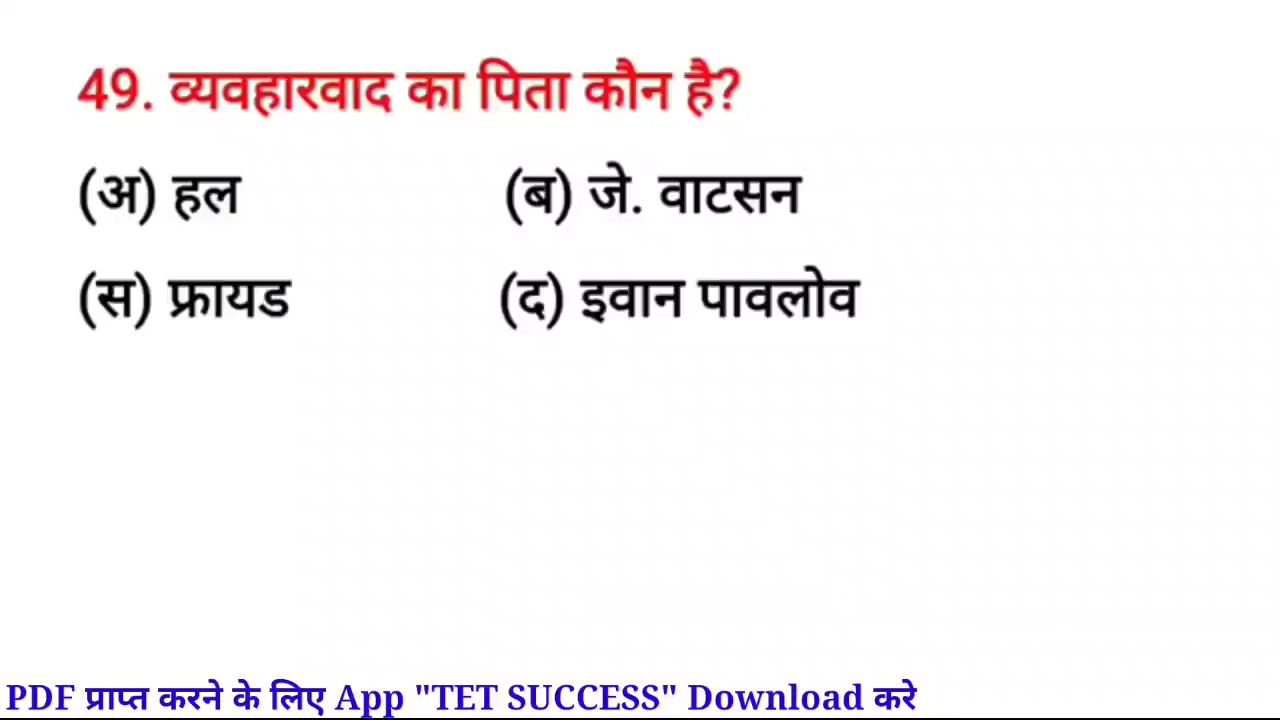 49. व्यवहारवाद का पिता कौन है?
(अ) हल (ब) जे. वाटसन
(स) फ्रायड (द) इवान पावलोव
PDF प्राप्त करने के लिए App "TET SUCCESS" Download करे